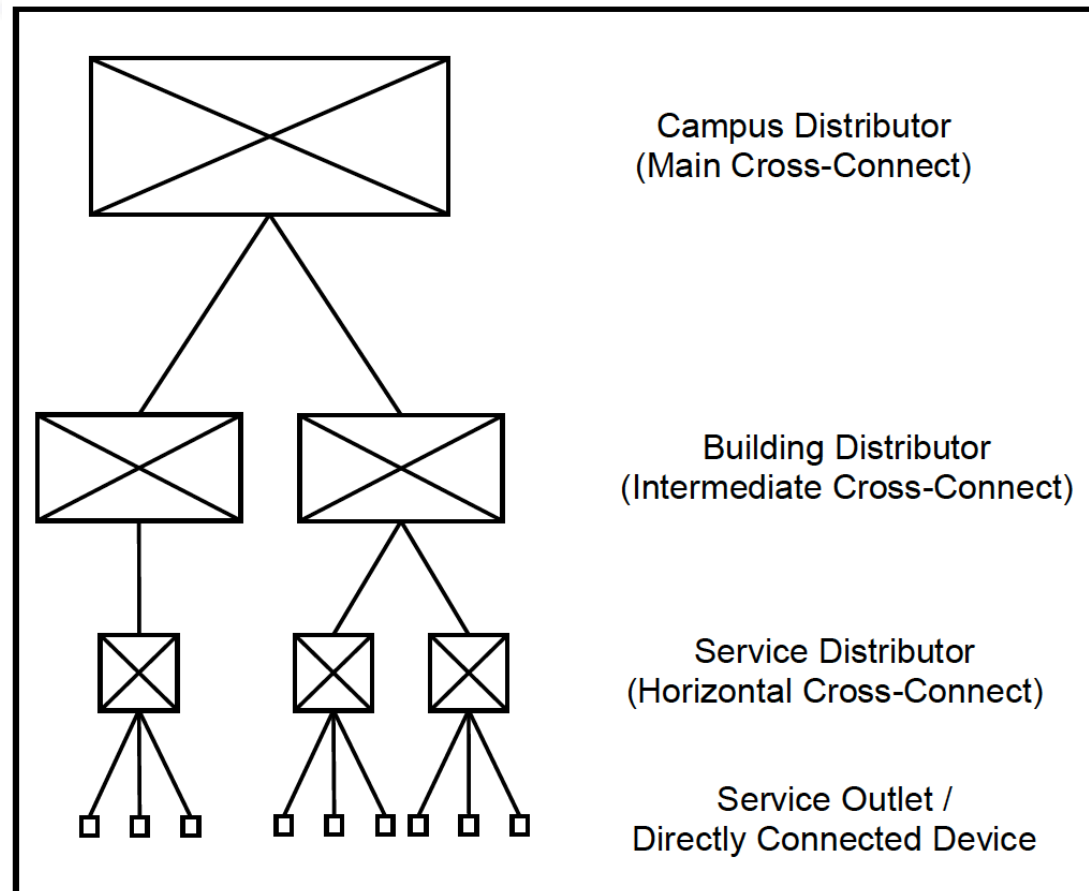 Campus Distributor
(Main Cross-Connect)
Building Distributor
(Intermediate Cross-Connect)
Service Distributor
(Horizontal Cross-Connect)
Service Outlet /
Directly Connected Device